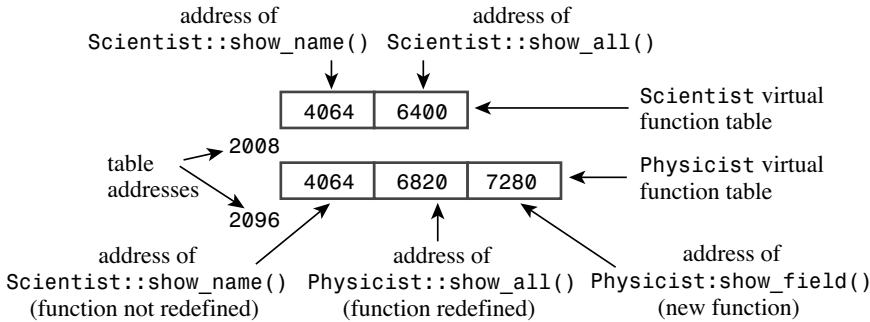 address of
Scientist::show_name()
address of
Scientist::show_all()
4064 6400
Scientist virtual
function table
2008
table
addresses
4064 6820 7280
Physicist virtual
function table
2096
address of
Scientist::show_name()
(function not redefined)
address of
Physicist::show_all()
(function redefined)
address of
Physicist:show_field()
(new function)